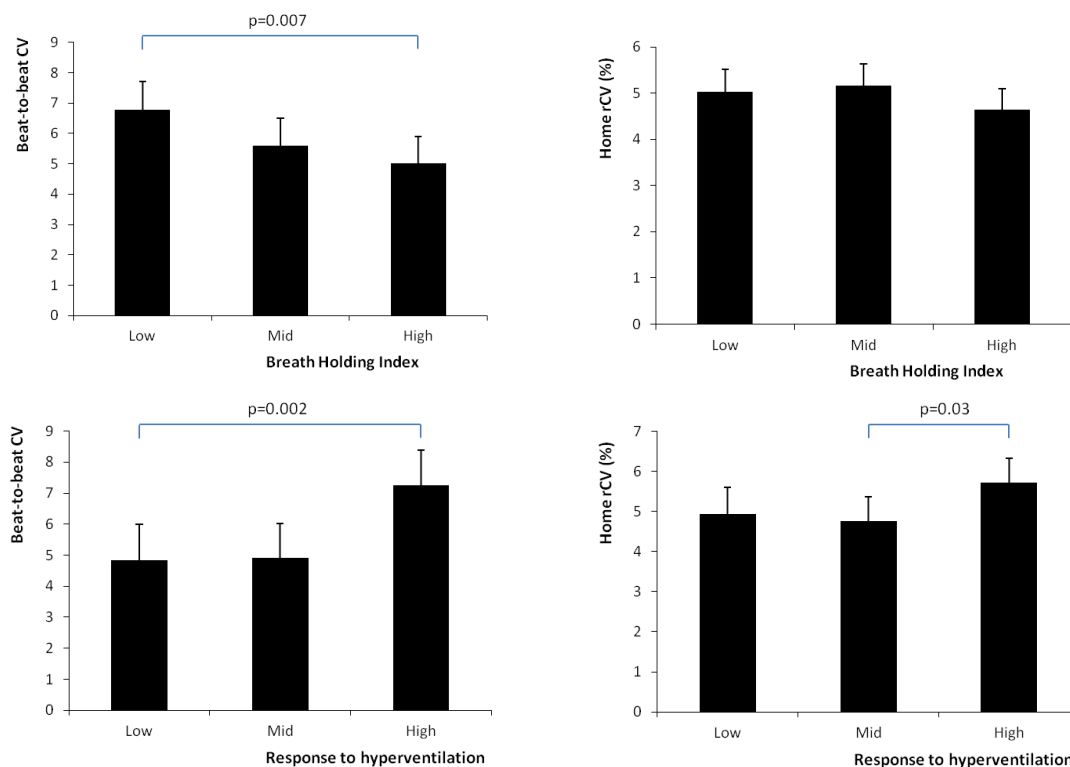 p=0.007
Beat-to-beat CV
9
8
7
6
5
4
3
2
1
0
Low Mid High
Breath Holding Index
Home rCV (%)
6
5
4
3
2
1
0
Low Mid High
Breath Holding Index
p=0.002
Beat-to-beat CV
9
8
7
6
5
4
3
2
1
0
Low Mid High
Response to hyperventilation
p=0.03
Home rCV (%)
7
6
5
4
3
2
1
0
Low Mid High
Response to hyperventilation